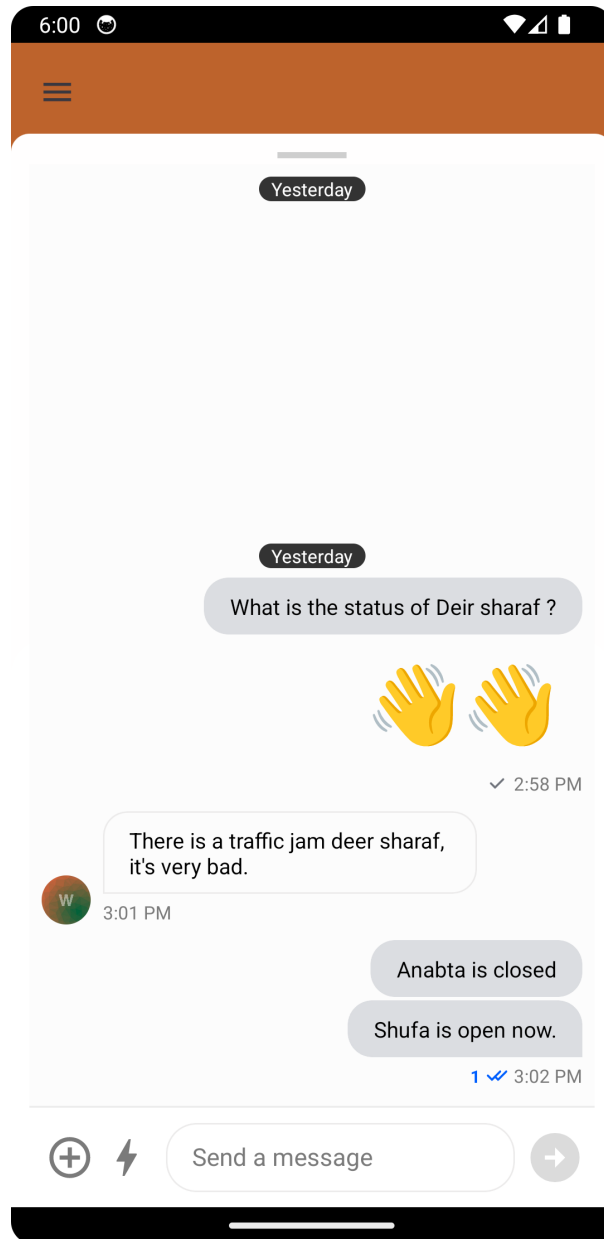 6:00
Yesterday
Yesterday
What is the status of Deir sharaf ?
👋👋
2:58 PM
There is a traffic jam deer sharaf,
it's very bad.
W
3:01 PM
Anabta is closed
Shufa is open now.
1 3:02 PM
Send a message